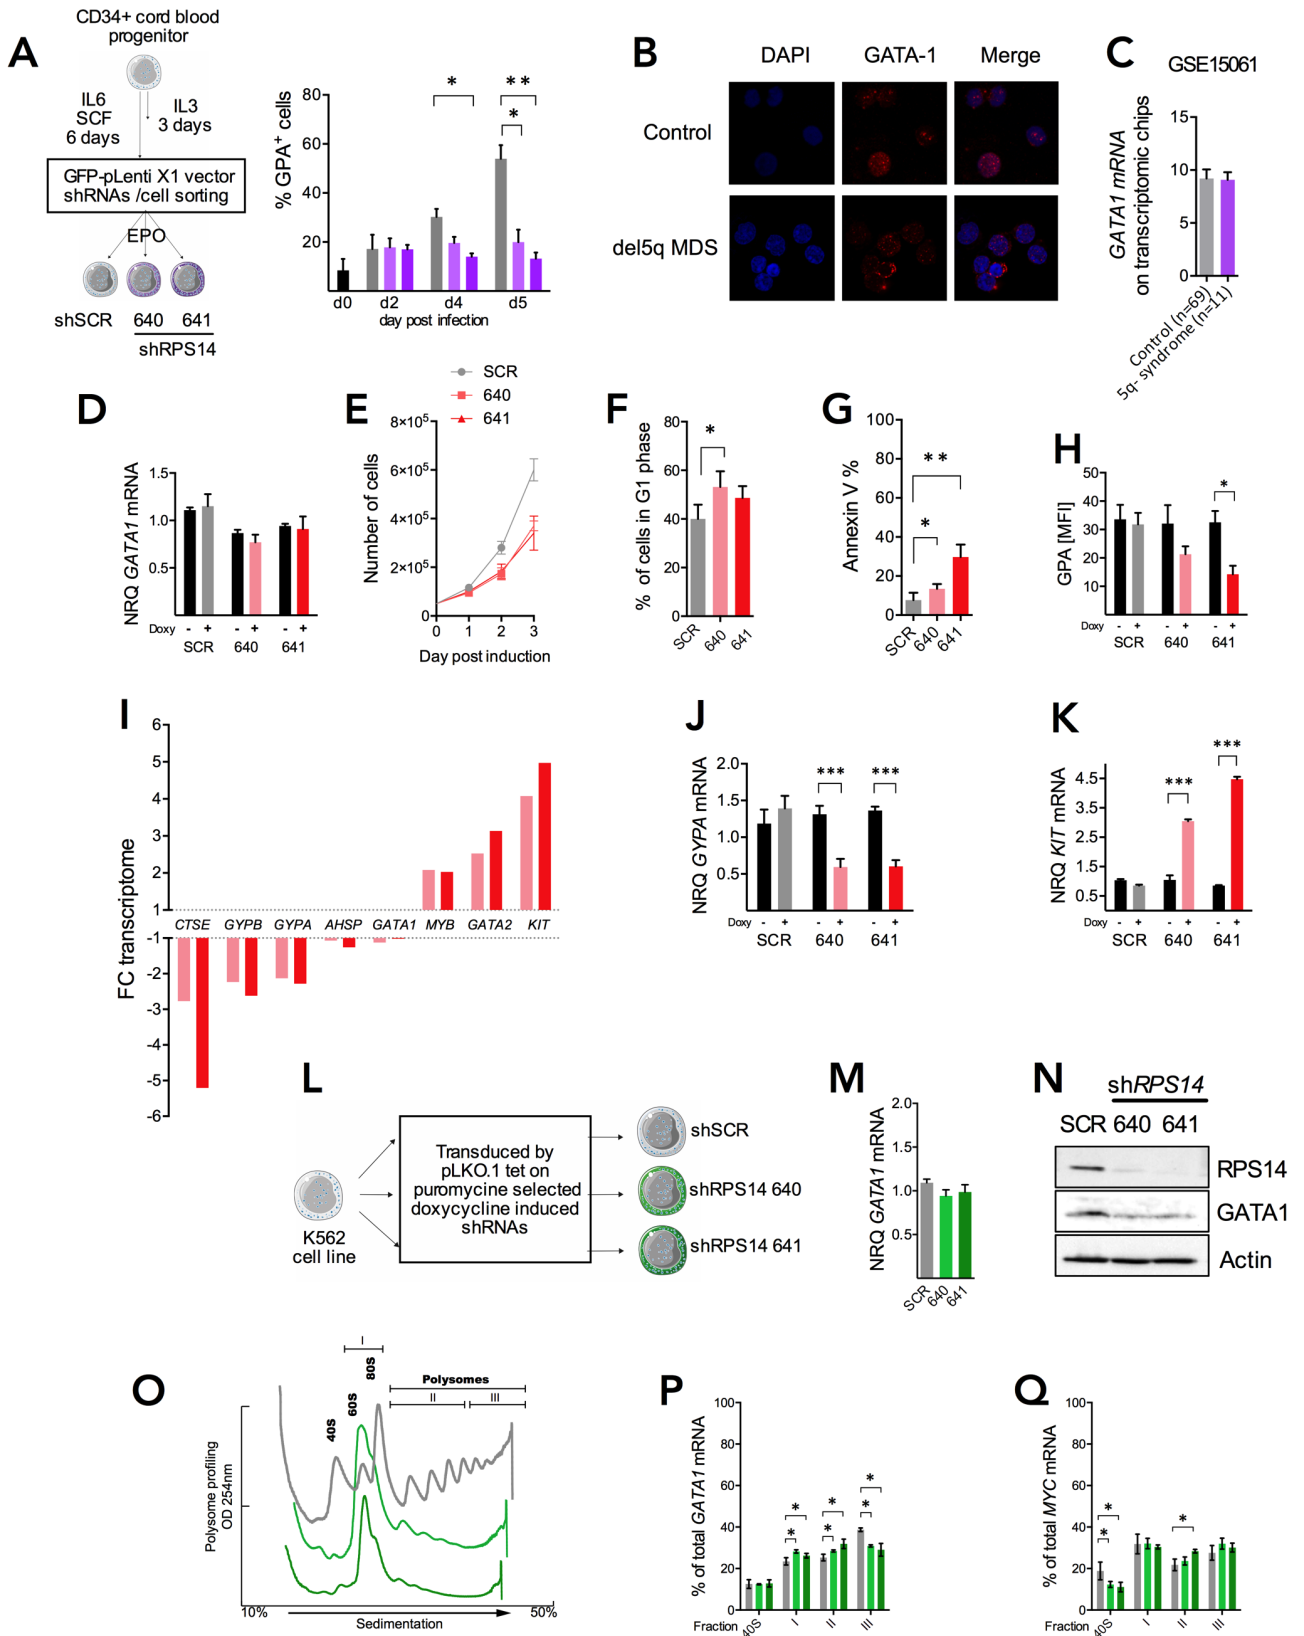 A
CD34+ cord blood
progenitor
IL6
SCF
6 days
IL3
3 days
GFP-pLenti X1 vector
shRNAs /cell sorting
EPO
shSCR
640
641
shRPS14
% GPA+ cells
80
60
40
20
*
**
*
d0
d2
d4
d5
day post infection
B
DAPI
GATA-1
Merge
Control
del5q MDS
C
GSE15061
GATA1 mRNA
on transcriptomic chips
15
10
5
0
Control (n=69)
5q- syndrome (n=11)
D
NRQ GATA1 mRNA
1.5
1.0
0.5
Doxy - + - + - +
SCR 640 641
E
SCR
640
641
Number of cells
8×10⁵
6×10⁵
4×10⁵
2×10⁵
0
0 1 2 3
Day post induction
F
% of cells in G1 phase
80
60
40
20
0
*
SCR
640
641
G
Annexin V %
100
80
60
40
20
0
**
*
SCR
640
641
H
GPA [MFI]
50
40
30
20
10
*
Doxy - + - + - +
SCR 640 641
I
FC transcriptome
6
5
4
3
2
1
CTSE GYPB GYPA AHSP GATA1 MYB GATA2 KIT
-1
-2
-3
-4
-5
-6
J
NRQ GYPA mRNA
2.0
1.5
1.0
0.5
***
***
Doxy - + - + - +
SCR 640 641
K
NRQ KIT mRNA
4.5
3.5
2.5
1.5
0.5
***
***
Doxy - + - + - +
SCR 640 641
L
K562
cell line
Transduced by
pLKO.1 tet on
puromycine selected
doxycycline induced
shRNAs
shSCR
shRPS14 640
shRPS14 641
M
NRQ GATA1 mRNA
2.0
1.5
1.0
0.5
SCR
640
641
N
shRPS14
SCR 640 641
RPS14
GATA1
Actin
O
Polysome profiling
OD 254nm
I
40S
60S
80S
Polysomes
II
III
10%
50%
Sedimentation
P
% of total GATA1 mRNA
100
80
60
40
20
0
*
*
*
*
*
*
Fraction 40S I II III
Q
% of total MYC mRNA
100
80
60
40
20
0
*
*
*
Fraction 40S I II III